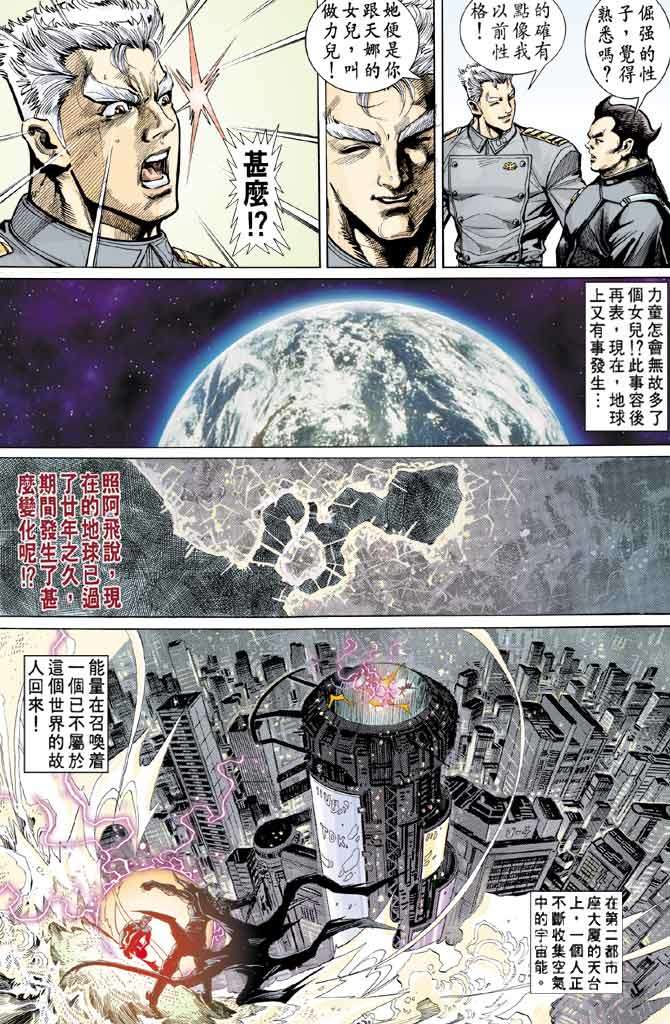 倔强的性
子，覺得
熟悉嗎？
的確有
點像我
以前性
格！
她便是你
跟天娜的
女兒，叫
做力兒！
甚麼!?
力童怎會無故多了
個女兒!?此事容後
再表，現在，地球
上又有事發生…
照阿飛說，現
在的地球已過
了廿年之久，
期間發生了甚
麼變化呢!?
能量在召喚着
一個已不屬於
這個世界的故
人回來！
TDK.
在第二都市一
座大厦的天台
上，一個人正
不斷收集空氣
中的宇宙能。